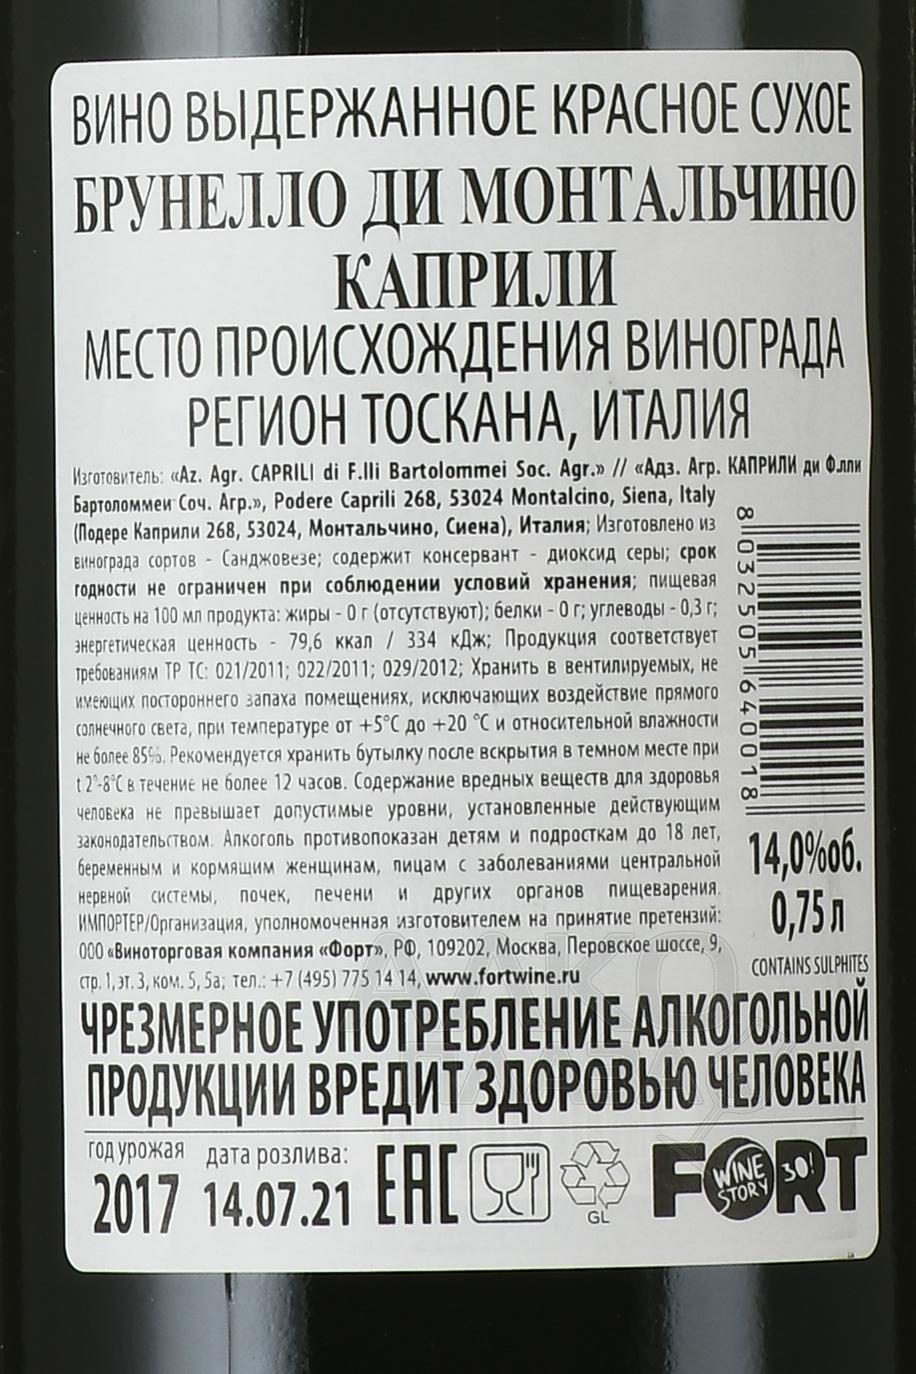 ВИНО ВЫДЕРЖАННОЕ КРАСНОЕ СУХОЕ
БРУНЕЛЛО ДИ МОНТАЛЬЧИНО
КАПРИЛИ
МЕСТО ПРОИСХОЖДЕНИЯ ВИНОГРАДА
РЕГИОН ТОСКАНА, ИТАЛИЯ
Изготовитель: «Az. Agr. CAPRILI di F.lli Bartolommei Soc. Agr.» // «Адз. Агр. КАПРИЛИ ди Ф.лли
Бартоломмеи Соч. Агр.», Podere Caprili 268, 53024 Montalcino, Siena, Italy
(Подере Каприли 268, 53024, Монтальчино, Сиена), Италия; Изготовлено из
винограда сортов - Санджовезе; содержит консервант - диоксид серы; срок
годности не ограничен при соблюдении условий хранения; пищевая
ценность на 100 мл продукта: жиры - 0 г (отсутствуют); белки - 0 г; углеводы - 0,3 г;
энергетическая ценность - 79,6 ккал / 334 кДж; Продукция соответствует
требованиям ТР ТС: 021/2011; 022/2011; 029/2012; Хранить в вентилируемых, не
имеющих постороннего запаха помещениях, исключающих воздействие прямого
солнечного света, при температуре от +5°С до +20 °С и относительной влажности
не более 85%. Рекомендуется хранить бутылку после вскрытия в темном месте при
t 2°-8°С в течение не более 12 часов. Содержание вредных веществ для здоровья
человека не превышает допустимые уровни, установленные действующим
законодательством. Алкоголь противопоказан детям и подросткам до 18 лет,
беременным и кормящим женщинам, лицам с заболеваниями центральной
нервной системы, почек, печени и других органов пищеварения.
ИМПОРТЕР/Организация, уполномоченная изготовителем на принятие претензий:
ООО «Виноторговая компания «Форт», РФ, 109202, Москва, Перовское шоссе, 9,
стр. 1, эт. 3, ком. 5, 5а; тел.: +7 (495) 775 14 14, www.fortwine.ru
8 032505 640018
14,0%об.
0,75 л
CONTAINS SULPHITES
ЧРЕЗМЕРНОЕ УПОТРЕБЛЕНИЕ АЛКОГОЛЬНОЙ
ПРОДУКЦИИ ВРЕДИТ ЗДОРОВЬЮ ЧЕЛОВЕКА
год урожая
2017
дата розлива:
14.07.21
EAC
GL
FORT
WINE
STORY
30!